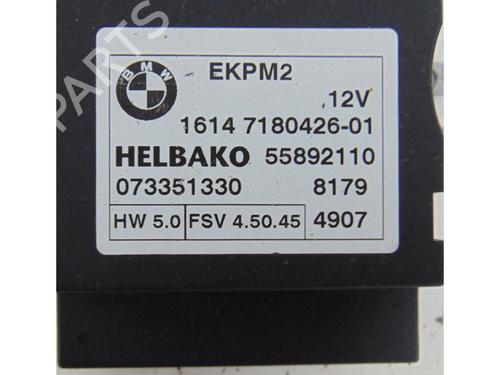 BMW
EKPM2
12V
1614 7180426-01
HELBAKO 55892110
073351330 8179
HW 5.0 FSV 4.50.45 4907